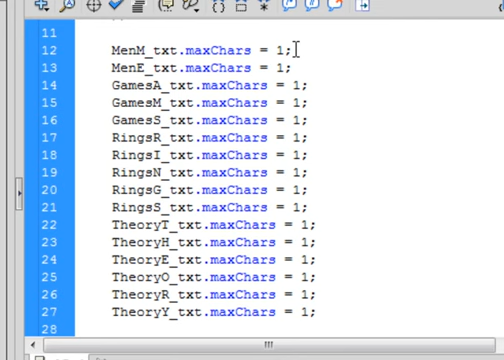 11
12 MenM_txt.maxChars = 1;
13 MenE_txt.maxChars = 1;
14 GamesA_txt.maxChars = 1;
15 GamesM_txt.maxChars = 1;
16 GamesS_txt.maxChars = 1;
17 RingsR_txt.maxChars = 1;
18 RingsI_txt.maxChars = 1;
19 RingsN_txt.maxChars = 1;
20 RingsG_txt.maxChars = 1;
21 RingsS_txt.maxChars = 1;
22 TheoryT_txt.maxChars = 1;
23 TheoryH_txt.maxChars = 1;
24 TheoryE_txt.maxChars = 1;
25 TheoryO_txt.maxChars = 1;
26 TheoryR_txt.maxChars = 1;
27 TheoryY_txt.maxChars = 1;
28